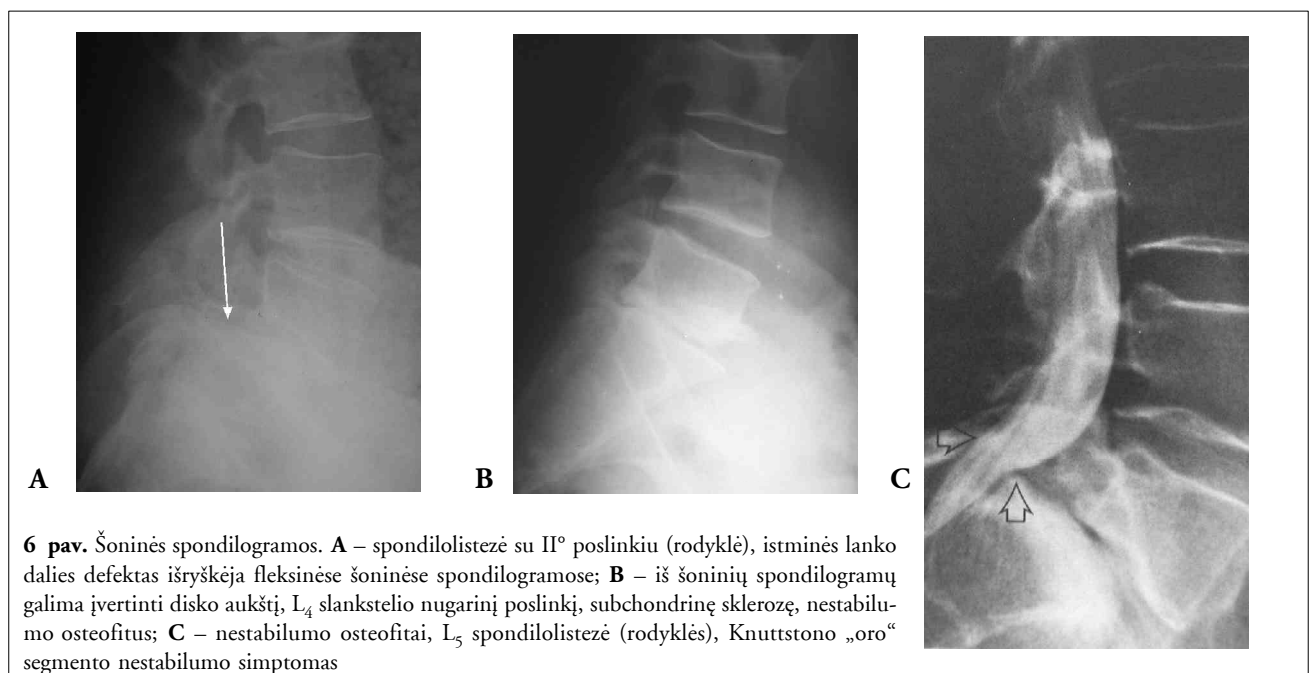 A
B
C
6 pav. Šoninės spondilogramos. A – spondilolistezė su II° poslinkiu (rodyklė), istminės lanko
dalies defektas išryškėja fleksinėse šoninėse spondilogramose; B – iš šoninių spondilogramų
galima įvertinti disko aukštį, L₄ slankstelio nugarinį poslinkį, subchondrinę sklerozę, nestabilu-
mo osteofitus; C – nestabilumo osteofitai, L₅ spondilolistezė (rodyklės), Knuttstono „oro“
segmento nestabilumo simptomas